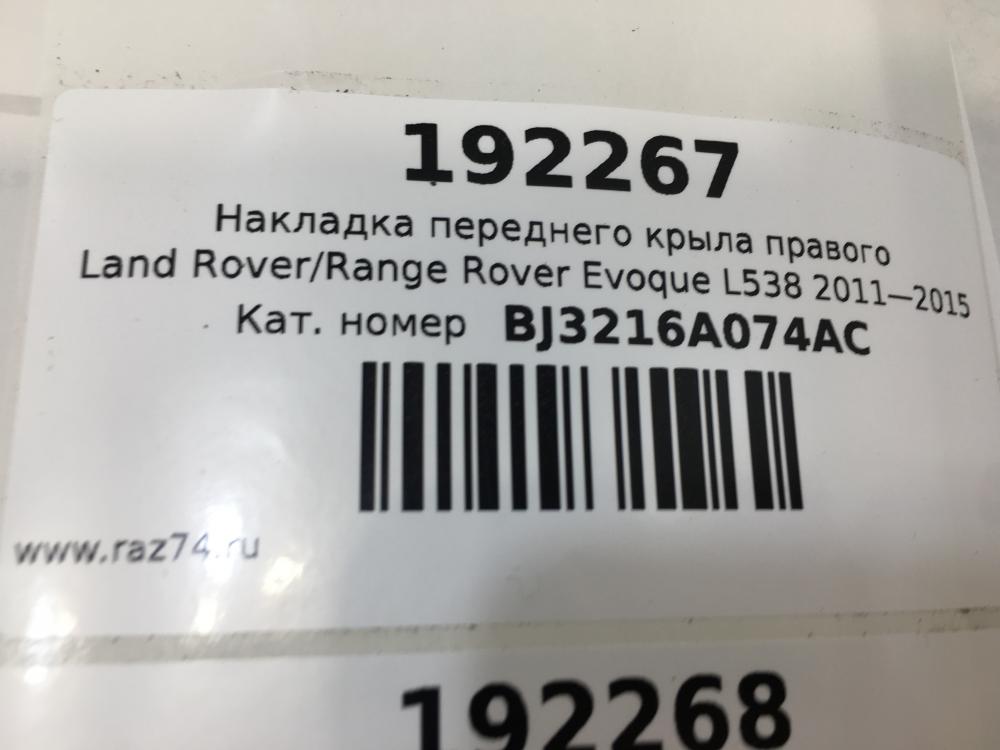 192267
Накладка переднего крыла правого
Land Rover/Range Rover Evoque L538 2011—2015
Кат. номер BJ3216A074AC
www.raz74.ru
192268